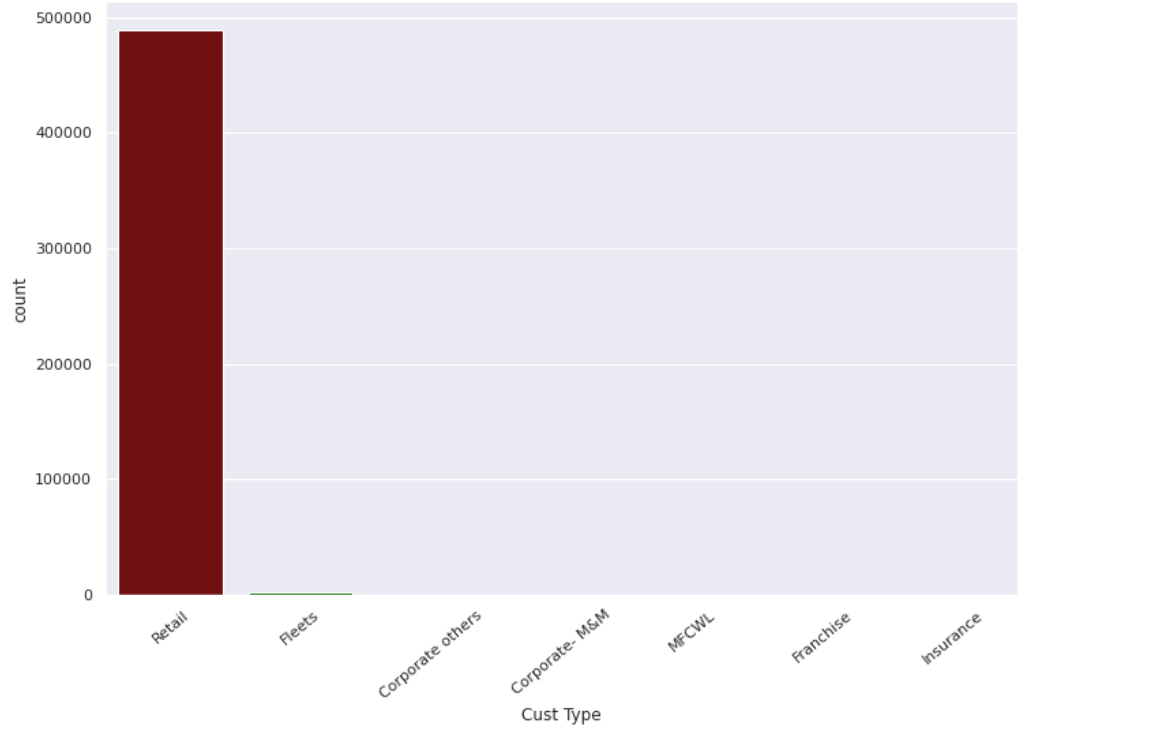 500000
400000
300000
200000
100000
0
count
Retail
Fleets
Corporate others
Corporate- M&M
MFCWL
Franchise
Insurance
Cust Type